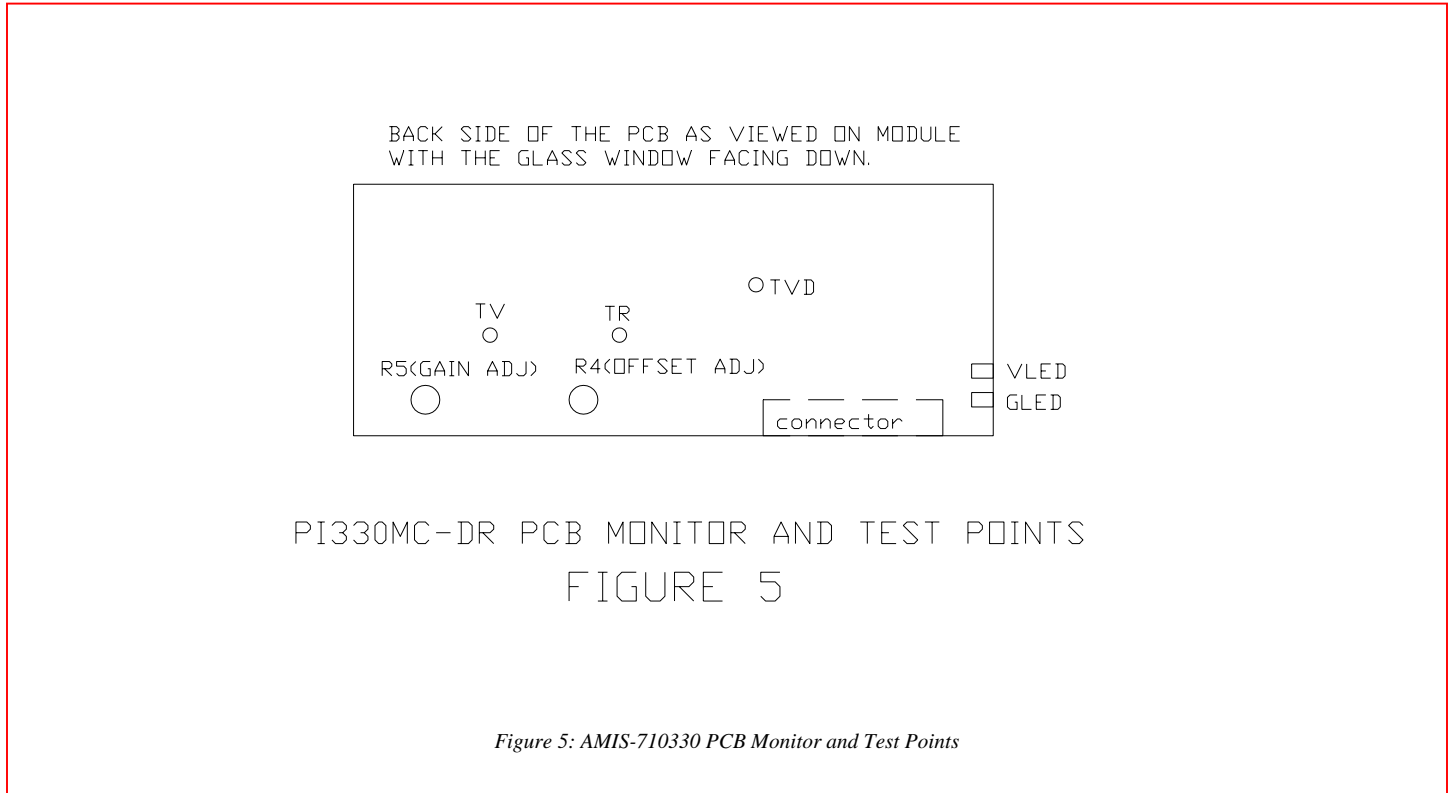 BACK SIDE OF THE PCB AS VIEWED ON MODULE
WITH THE GLASS WINDOW FACING DOWN.
TVD
TV
TR
R5(GAIN ADJ)
R4(OFFSET ADJ)
VLED
GLED
connector
PI330MC-DR PCB MONITOR AND TEST POINTS
FIGURE 5
Figure 5: AMIS-710330 PCB Monitor and Test Points